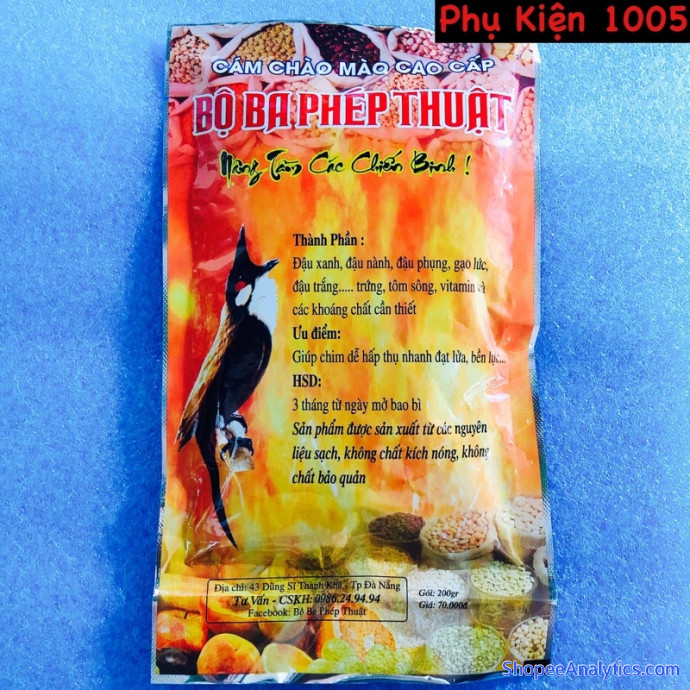 Phụ Kiện 1005
CÁM CHÀO MÀO CAO CẤP
BỘ BA PHÉP THUẬT
Nâng Tầm Các Chiến Binh !
Thành Phần :
Đậu xanh, đậu nành, đậu phụng, gạo lức,
đậu trắng..... trứng, tôm sông, vitamin và
các khoáng chất cần thiết
Ưu điểm:
Giúp chim dễ hấp thụ nhanh đạt lửa, bền lực...
HSD:
3 tháng từ ngày mở bao bì
Sản phẩm được sản xuất từ các nguyên
liệu sạch, không chất kích nóng, không
chất bảo quản
Địa chỉ: 43 Dũng Sĩ Thanh Khê - Tp Đà Nẵng
Tư Vấn - CSKH: 0986.24.94.94
Facebook: Bộ Ba Phép Thuật
Gói: 200gr
Giá: 70.000đ
ShopeeAnalytics.com